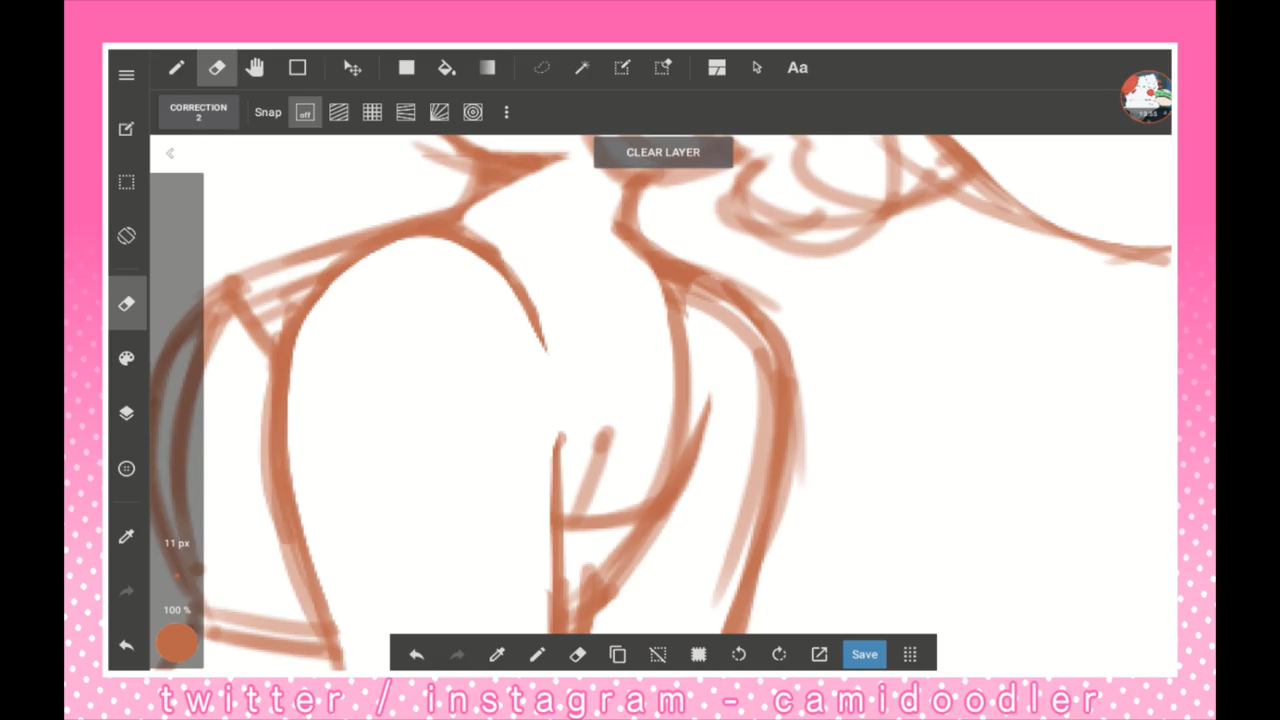 Aa
CORRECTION
2
Snap
off
CLEAR LAYER
11 px
100 %
Save
twitter / instagram - camidoodler